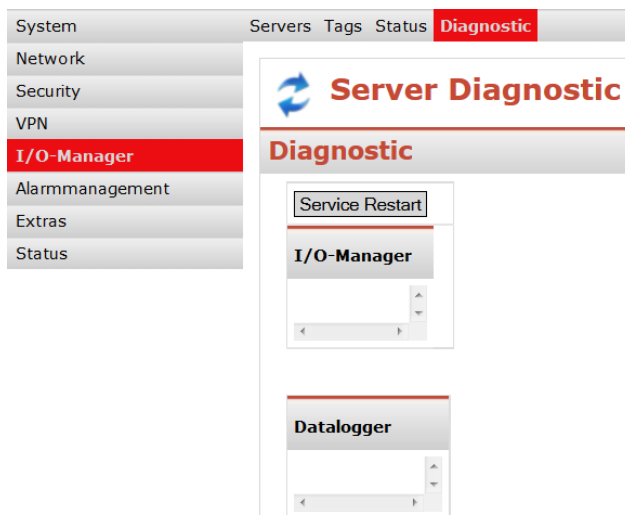 System
Network
Security
VPN
I/O-Manager
Alarmmanagement
Extras
Status
Servers Tags Status Diagnostic
Server Diagnostic
Diagnostic
Service Restart
I/O-Manager
Datalogger